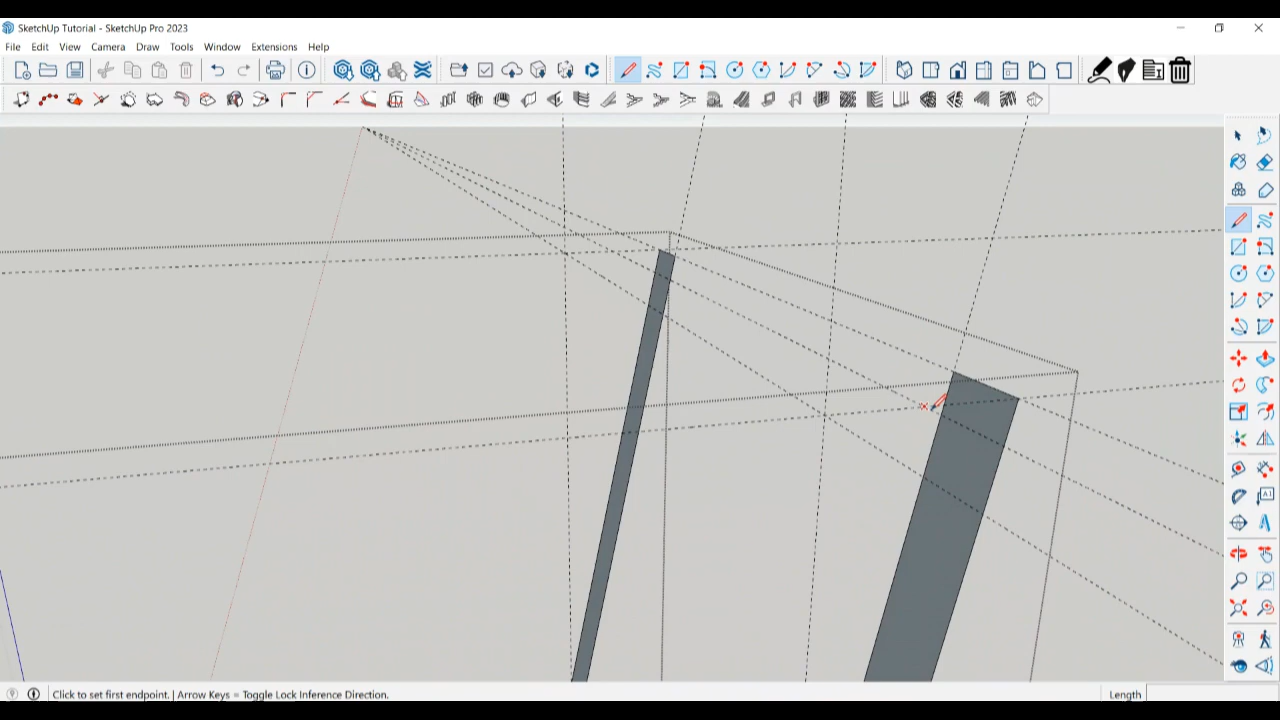 SketchUp Tutorial - SketchUp Pro 2023
File Edit View Camera Draw Tools Window Extensions Help
Click to set first endpoint. | Arrow Keys = Toggle Lock Inference Direction.
Length